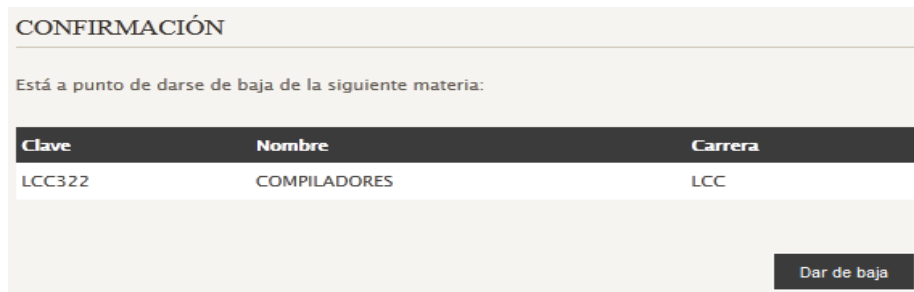 CONFIRMACIÓN
Está a punto de darse de baja de la siguiente materia:
Clave Nombre Carrera
LCC322 COMPILADORES LCC
Dar de baja